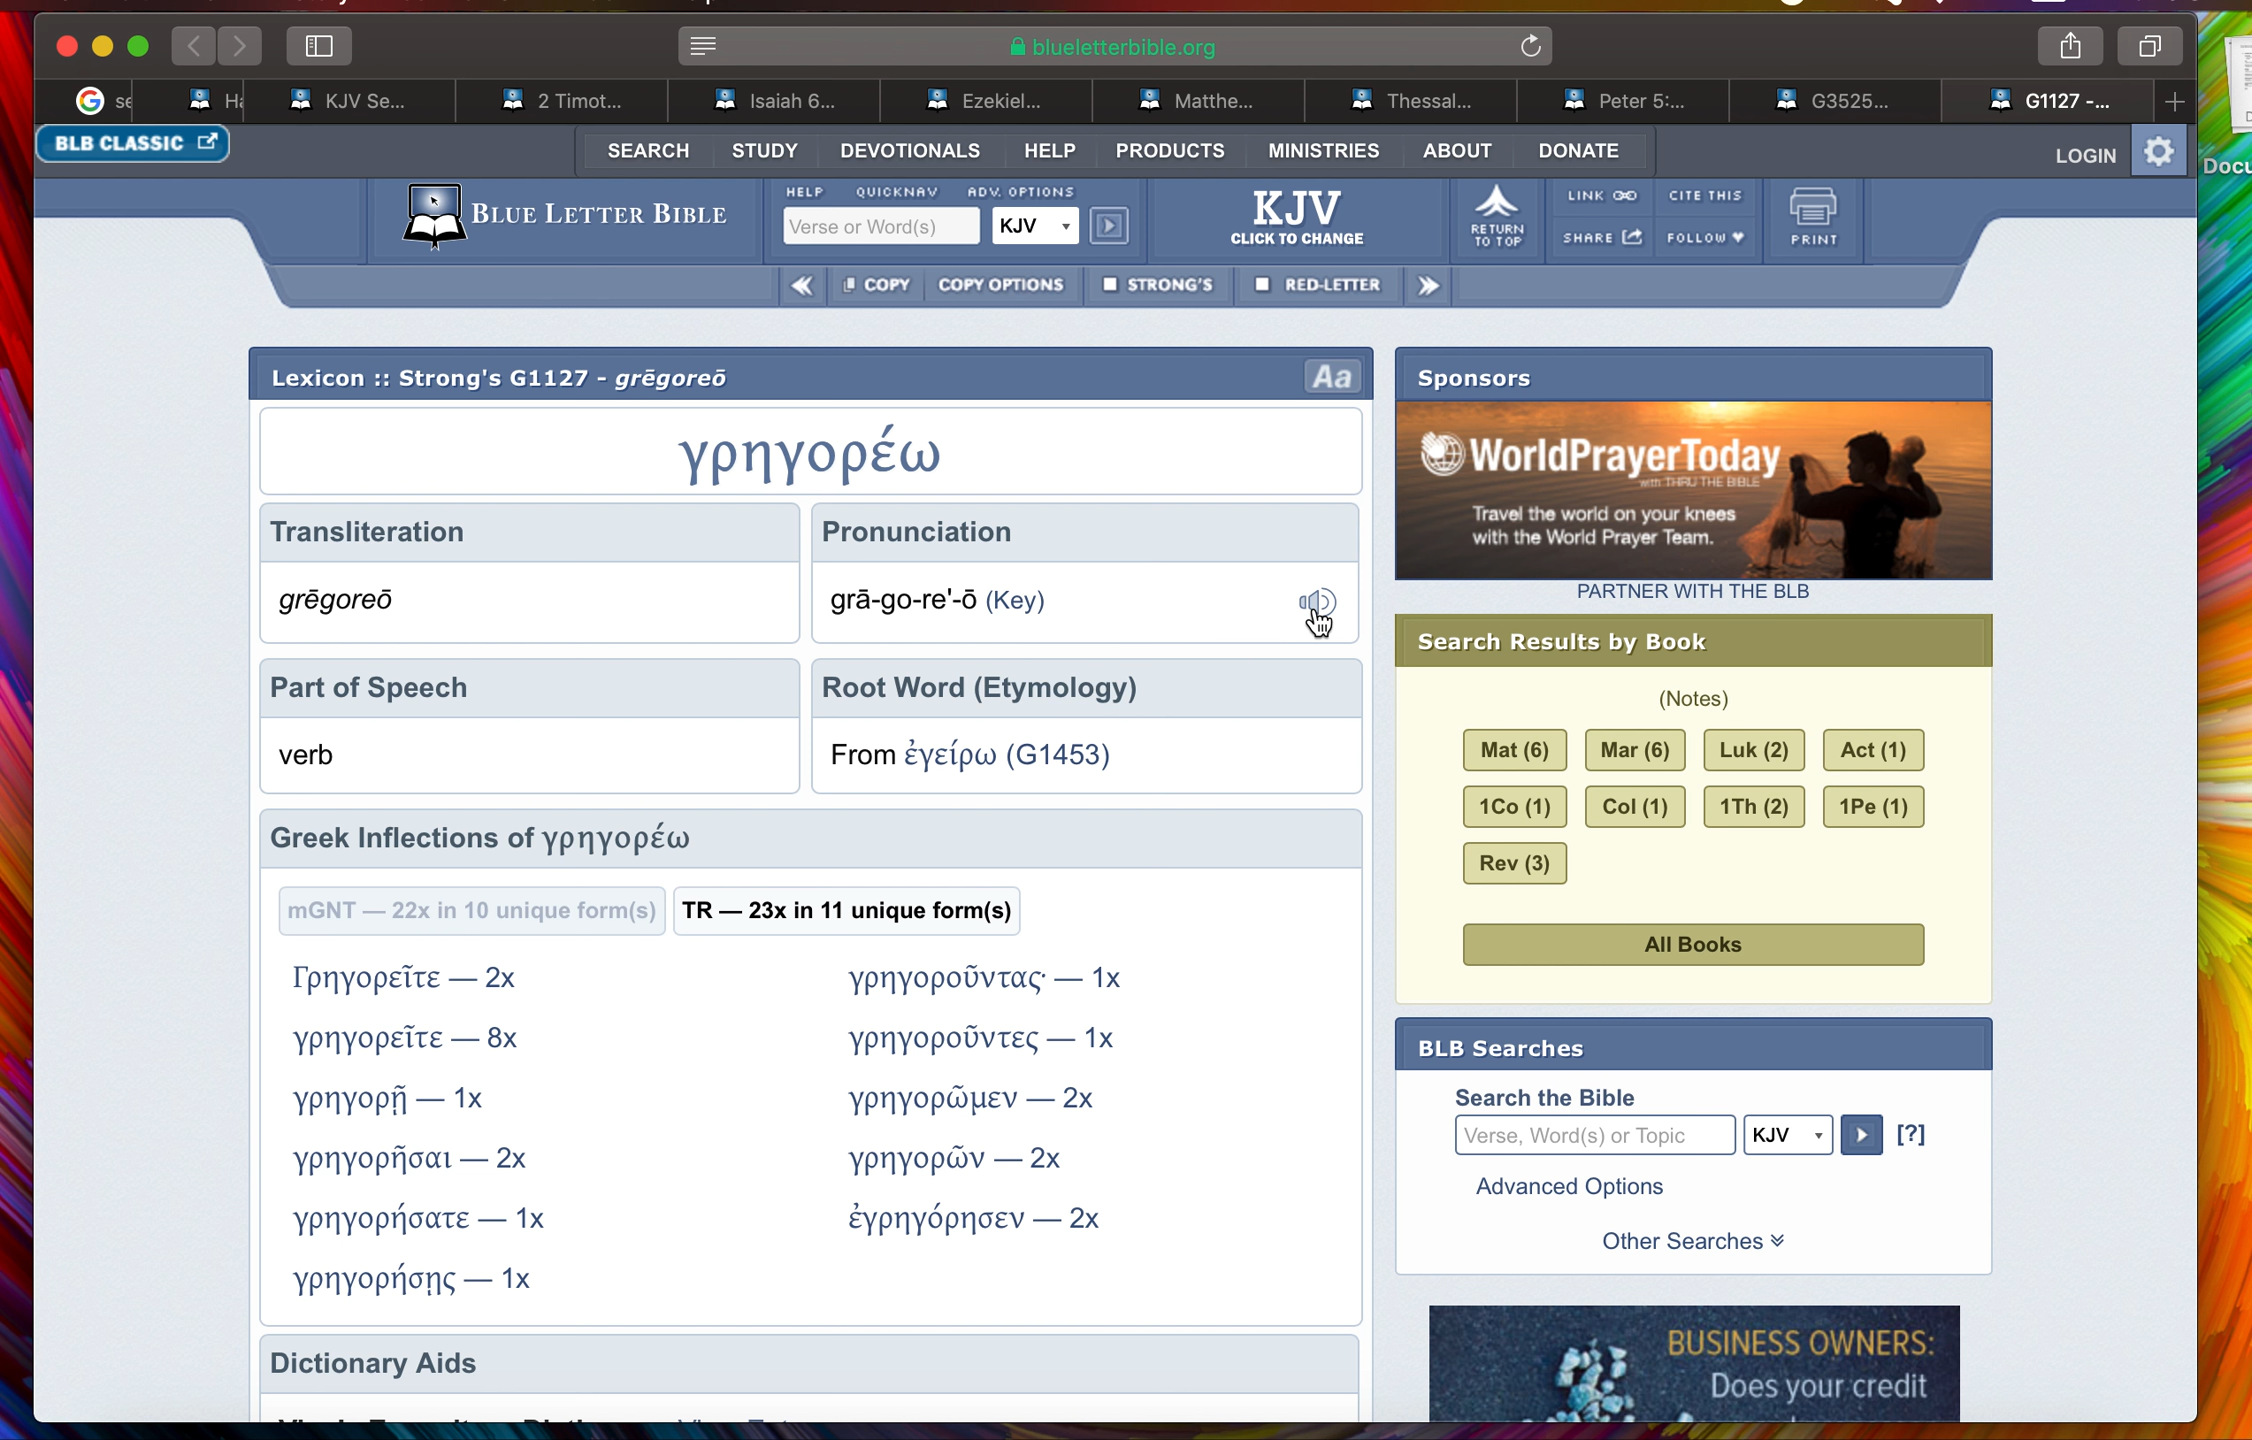 blueletterbible.org
KJV Se...
2 Timot...
Isaiah 6...
Ezekiel...
Matthe...
Thessal...
Peter 5:...
G3525...
G1127 -...
BLB CLASSIC
SEARCH STUDY DEVOTIONALS HELP PRODUCTS MINISTRIES ABOUT DONATE
LOGIN
BLUE LETTER BIBLE
HELP QUICKNAV ADV. OPTIONS
Verse or Word(s) KJV
KJV
CLICK TO CHANGE
RETURN
TO TOP
LINK CITE THIS
SHARE FOLLOW
PRINT
COPY COPY OPTIONS STRONG'S RED-LETTER
Lexicon :: Strong's G1127 - grēgoreō
Aa
γρηγορέω
Transliteration
grēgoreō
Pronunciation
grā-go-re'-ō (Key)
Part of Speech
verb
Root Word (Etymology)
From ἐγείρω (G1453)
Greek Inflections of γρηγορέω
mGNT — 22x in 10 unique form(s) TR — 23x in 11 unique form(s)
Γρηγορεῖτε — 2x
γρηγορεῖτε — 8x
γρηγορῇ — 1x
γρηγορῆσαι — 2x
γρηγορήσατε — 1x
γρηγορήσῃς — 1x
γρηγοροῦντας· — 1x
γρηγοροῦντες — 1x
γρηγορῶμεν — 2x
γρηγορῶν — 2x
ἐγρηγόρησεν — 2x
Dictionary Aids
Sponsors
WorldPrayerToday
with THRU THE BIBLE
Travel the world on your knees
with the World Prayer Team.
PARTNER WITH THE BLB
Search Results by Book
(Notes)
Mat (6) Mar (6) Luk (2) Act (1)
1Co (1) Col (1) 1Th (2) 1Pe (1)
Rev (3)
All Books
BLB Searches
Search the Bible
Verse, Word(s) or Topic KJV [?]
Advanced Options
Other Searches
BUSINESS OWNERS:
Does your credit
Docu